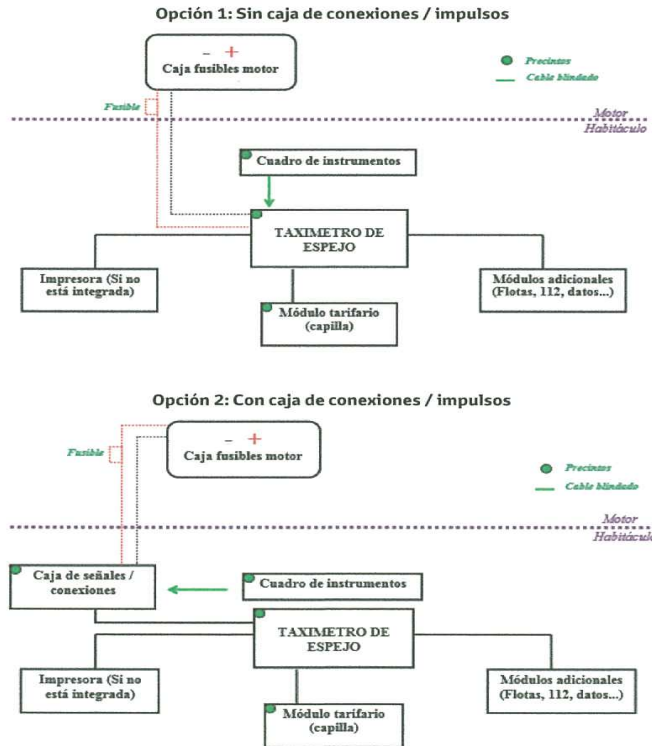 Opción 1: Sin caja de conexiones / impulsos
– +
Caja fusibles motor
Precintos
Cable blindado
Fusible
Motor
Habitáculo
Cuadro de instrumentos
TAXIMETRO DE
ESPEJO
Impresora (Si no
está integrada)
Módulos adicionales
(Flotas, 112, datos...)
Módulo tarifario
(capilla)
Opción 2: Con caja de conexiones / impulsos
– +
Caja fusibles motor
Fusible
Precintos
Cable blindado
Motor
Habitáculo
Caja de señales /
conexiones
Cuadro de instrumentos
TAXIMETRO DE
ESPEJO
Impresora (Si no
está integrada)
Módulos adicionales
(Flotas, 112, datos...)
Módulo tarifario
(capilla)